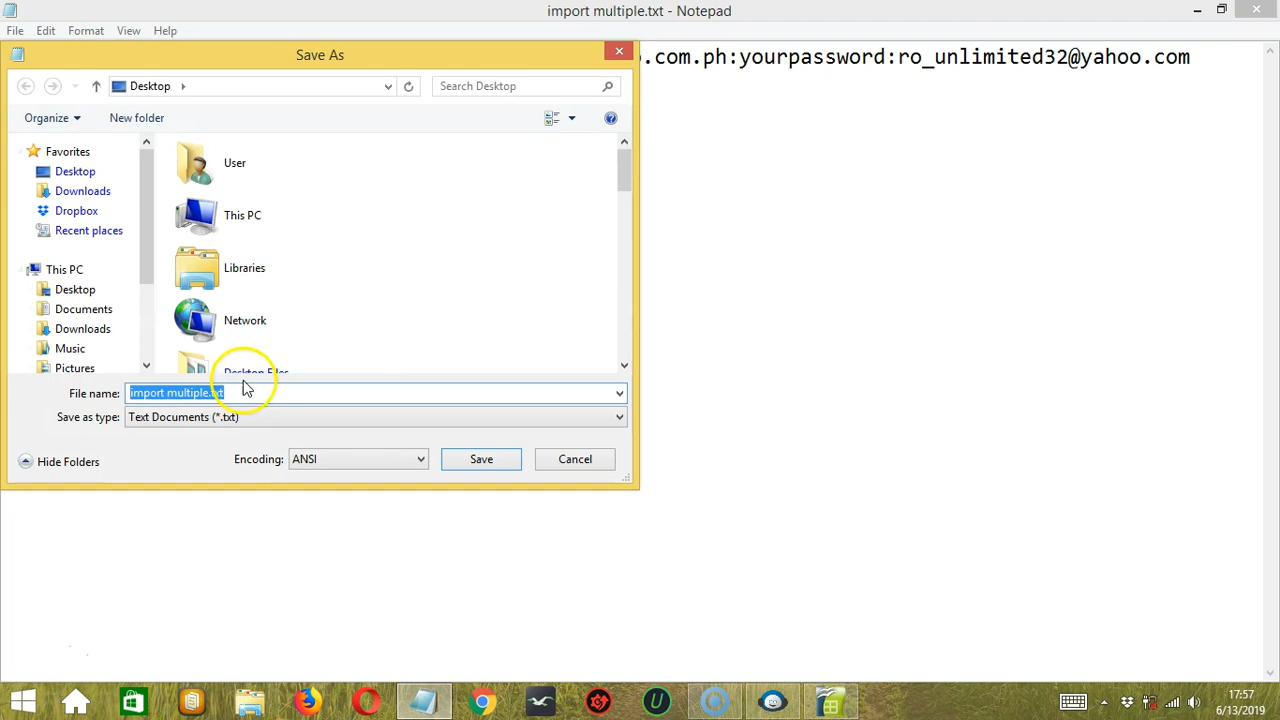 import multiple.txt - Notepad
File Edit Format View Help
.com.ph:yourpassword:ro_unlimited32@yahoo.com
Save As
Desktop
Search Desktop
Organize
New folder
Favorites
Desktop
Downloads
Dropbox
Recent places
This PC
Desktop
Documents
Downloads
Music
Pictures
User
This PC
Libraries
Network
Desktop Files
File name: import multiple.txt
Save as type: Text Documents (*.txt)
Hide Folders
Encoding: ANSI
Save
Cancel
17:57
6/13/2019